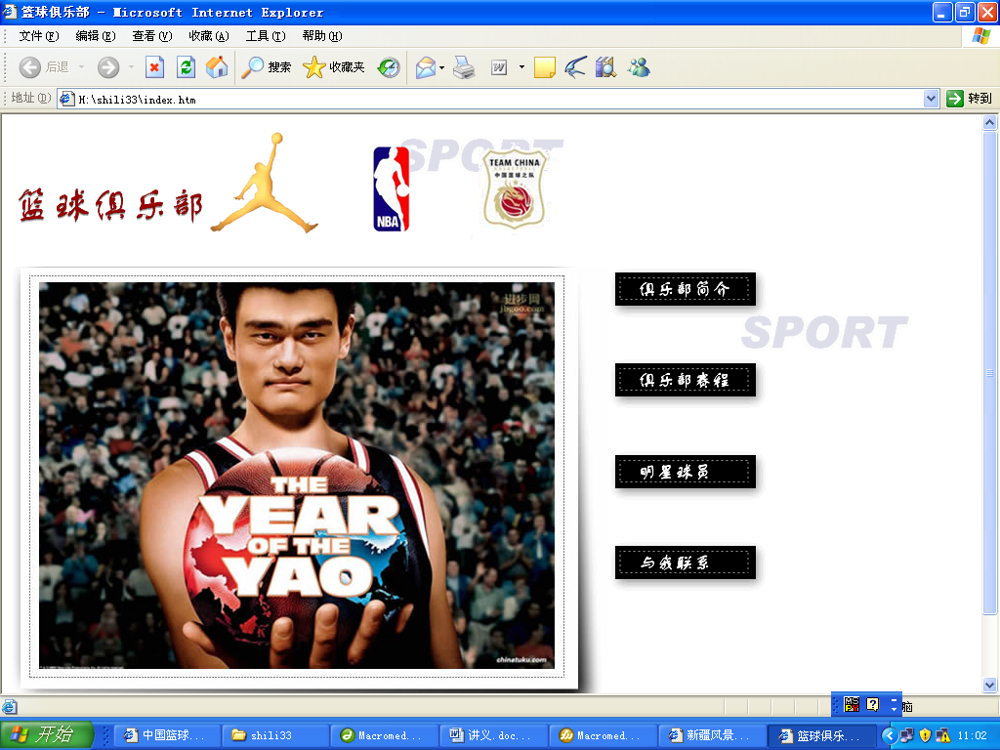 篮球俱乐部 - Microsoft Internet Explorer
文件(F) 编辑(E) 查看(V) 收藏(A) 工具(T) 帮助(H)
后退 搜索 收藏夹
地址(D) H:\shili33\index.htm 转到
SPORT
篮球俱乐部
NBA
TEAM CHINA
中国篮球之队
进步网
jbgoo.com
俱乐部简介
SPORT
俱乐部赛程
明星球员
与我联系
THE
YEAR
OF THE
YAO
chinatuku.com
脑
开始 中国篮球... shili33 Macromed... 讲义.doc... Macromed... 新疆风景... 篮球俱乐... 11:02